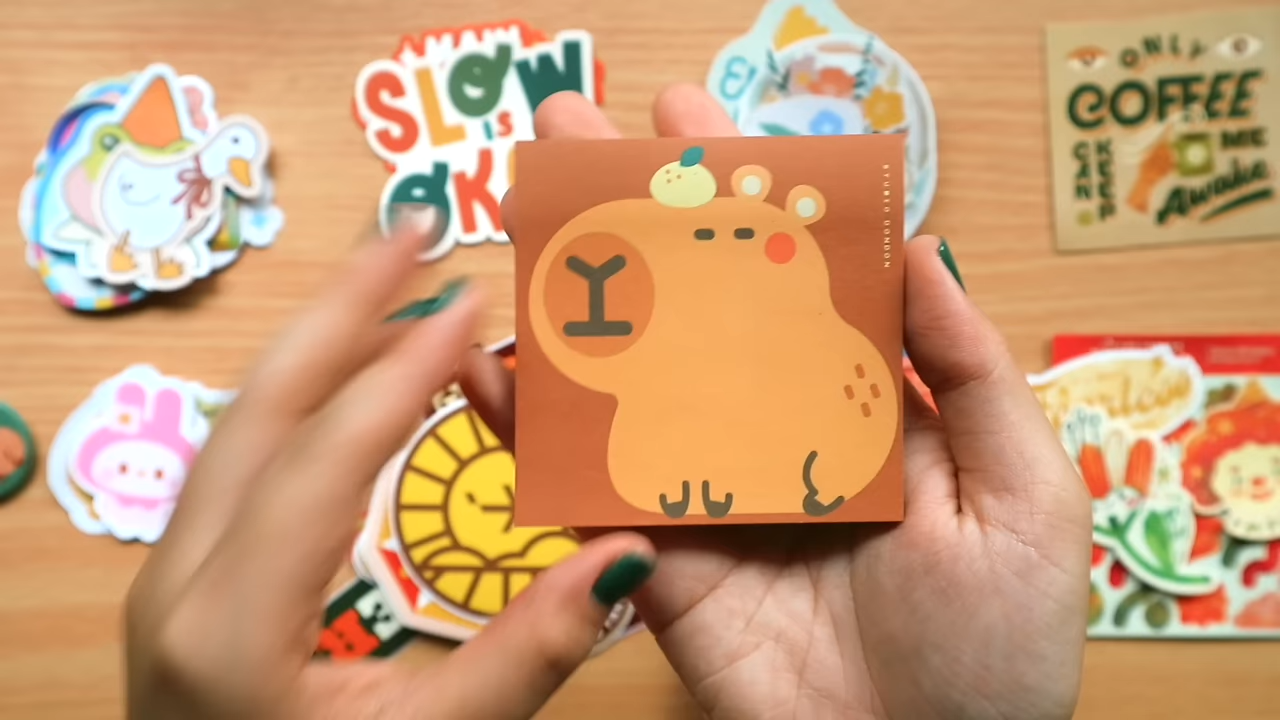 SLOW
IS
OK
STUDIO DONDON
ONLY
COFFEE
CAN
KEEP
ME
Awake